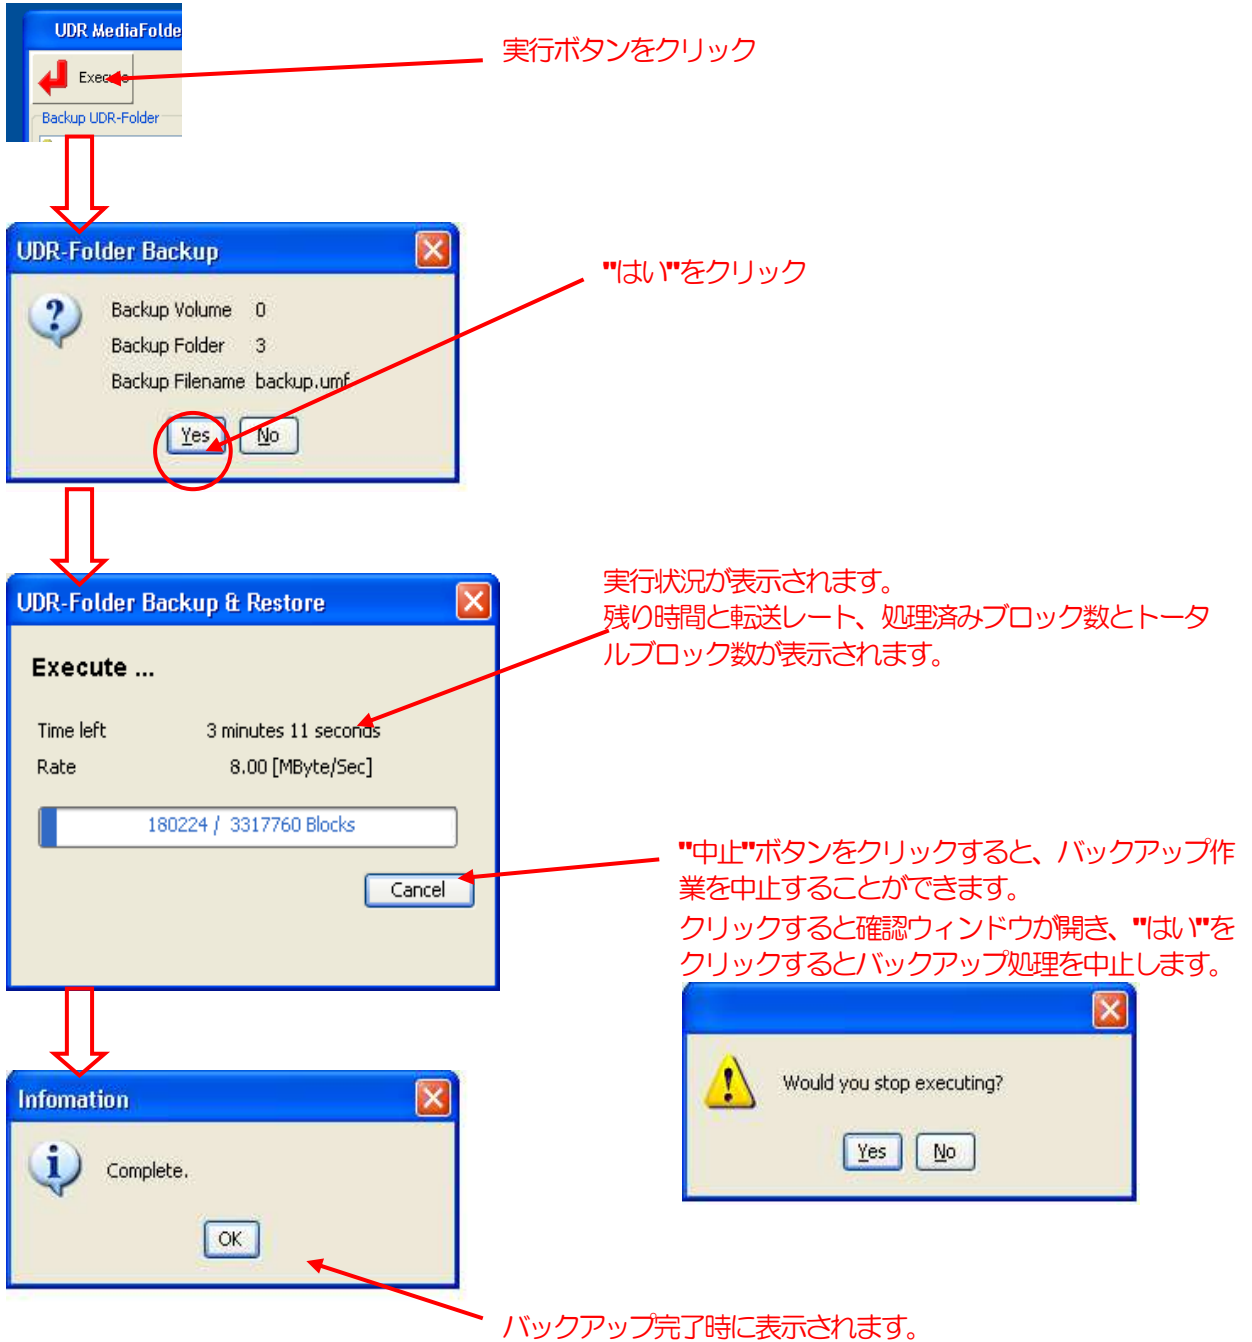 UDR MediaFolde
実行ボタンをクリック
Execute
Backup UDR-Folder
UDR-Folder Backup
"はい"をクリック
Backup Volume 0
Backup Folder 3
Backup Filename backup.umf
Yes No
実行状況が表示されます。
残り時間と転送レート、処理済みブロック数とトータ
ルブロック数が表示されます。
UDR-Folder Backup & Restore
Execute ...
Time left 3 minutes 11 seconds
Rate 8.00 [MByte/Sec]
180224 / 3317760 Blocks
Cancel
"中止"ボタンをクリックすると、バックアップ作
業を中止することができます。
クリックすると確認ウィンドウが開き、"はい"を
クリックするとバックアップ処理を中止します。
Would you stop executing?
Yes No
Infomation
Complete.
OK
バックアップ完了時に表示されます。